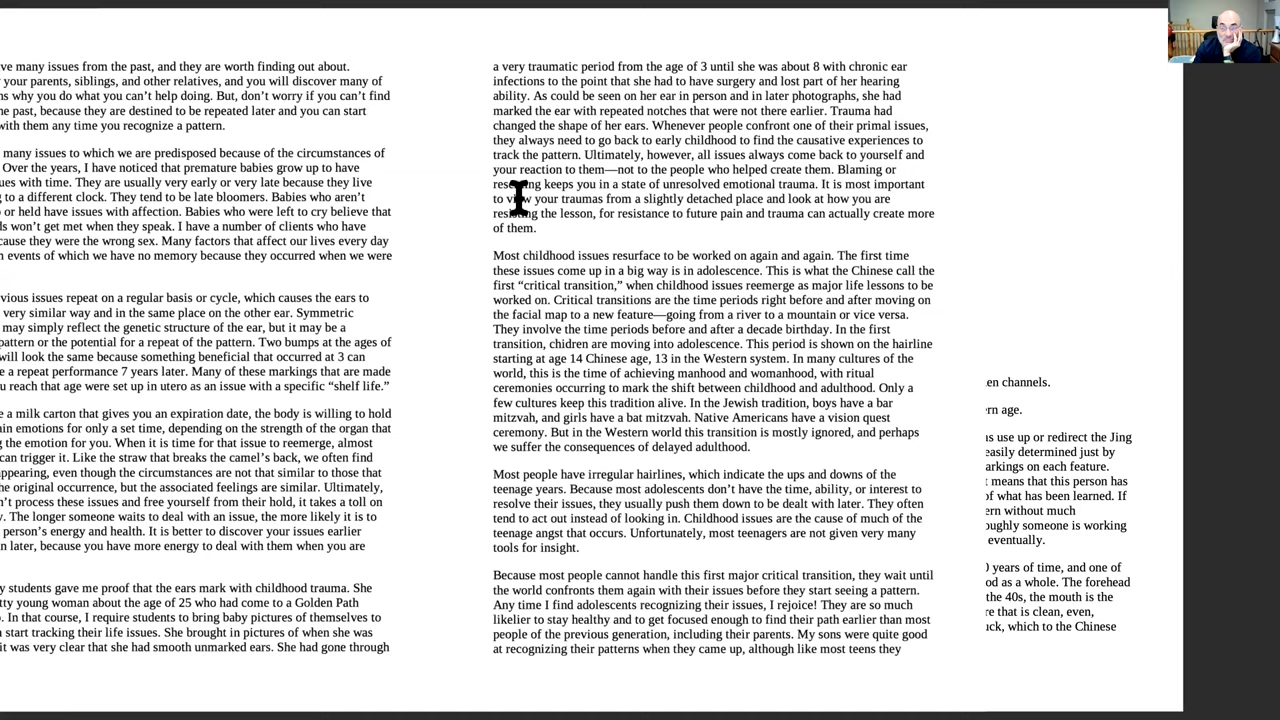 ve many issues from the past, and they are worth finding out about.
your parents, siblings, and other relatives, and you will discover many of
ns why you do what you can’t help doing. But, don’t worry if you can’t find
he past, because they are destined to be repeated later and you can start
with them any time you recognize a pattern.
many issues to which we are predisposed because of the circumstances of
Over the years, I have noticed that premature babies grow up to have
ues with time. They are usually very early or very late because they live
g to a different clock. They tend to be late bloomers. Babies who aren’t
or held have issues with affection. Babies who were left to cry believe that
ds won’t get met when they speak. I have a number of clients who have
cause they were the wrong sex. Many factors that affect our lives every day
n events of which we have no memory because they occurred when we were
vious issues repeat on a regular basis or cycle, which causes the ears to
very similar way and in the same place on the other ear. Symmetric
may simply reflect the genetic structure of the ear, but it may be a
pattern or the potential for a repeat of the pattern. Two bumps at the ages of
will look the same because something beneficial that occurred at 3 can
e a repeat performance 7 years later. Many of these markings that are made
u reach that age were set up in utero as an issue with a specific “shelf life.”
e a milk carton that gives you an expiration date, the body is willing to hold
ain emotions for only a set time, depending on the strength of the organ that
g the emotion for you. When it is time for that issue to reemerge, almost
can trigger it. Like the straw that breaks the camel’s back, we often find
appearing, even though the circumstances are not that similar to those that
he original occurrence, but the associated feelings are similar. Ultimately,
n’t process these issues and free yourself from their hold, it takes a toll on
y. The longer someone waits to deal with an issue, the more likely it is to
person’s energy and health. It is better to discover your issues earlier
n later, because you have more energy to deal with them when you are
y students gave me proof that the ears mark with childhood trauma. She
tty young woman about the age of 25 who had come to a Golden Path
o. In that course, I require students to bring baby pictures of themselves to
n start tracking their life issues. She brought in pictures of when she was
it was very clear that she had smooth unmarked ears. She had gone through
a very traumatic period from the age of 3 until she was about 8 with chronic ear
infections to the point that she had to have surgery and lost part of her hearing
ability. As could be seen on her ear in person and in later photographs, she had
marked the ear with repeated notches that were not there earlier. Trauma had
changed the shape of her ears. Whenever people confront one of their primal issues,
they always need to go back to early childhood to find the causative experiences to
track the pattern. Ultimately, however, all issues always come back to yourself and
your reaction to them—not to the people who helped create them. Blaming or
keeps you in a state of unresolved emotional trauma. It is most important
to view your traumas from a slightly detached place and look at how you are
resisting the lesson, for resistance to future pain and trauma can actually create more
of them.
Most childhood issues resurface to be worked on again and again. The first time
these issues come up in a big way is in adolescence. This is what the Chinese call the
first “critical transition,” when childhood issues reemerge as major life lessons to be
worked on. Critical transitions are the time periods right before and after moving on
the facial map to a new feature—going from a river to a mountain or vice versa.
They involve the time periods before and after a decade birthday. In the first
transition, chidren are moving into adolescence. This period is shown on the hairline
starting at age 14 Chinese age, 13 in the Western system. In many cultures of the
world, this is the time of achieving manhood and womanhood, with ritual
ceremonies occurring to mark the shift between childhood and adulthood. Only a
few cultures keep this tradition alive. In the Jewish tradition, boys have a bar
mitzvah, and girls have a bat mitzvah. Native Americans have a vision quest
ceremony. But in the Western world this transition is mostly ignored, and perhaps
we suffer the consequences of delayed adulthood.
Most people have irregular hairlines, which indicate the ups and downs of the
teenage years. Because most adolescents don’t have the time, ability, or interest to
resolve their issues, they usually push them down to be dealt with later. They often
tend to act out instead of looking in. Childhood issues are the cause of much of the
teenage angst that occurs. Unfortunately, most teenagers are not given very many
tools for insight.
Because most people cannot handle this first major critical transition, they wait until
the world confronts them again with their issues before they start seeing a pattern.
Any time I find adolescents recognizing their issues, I rejoice! They are so much
likelier to stay healthy and to get focused enough to find their path earlier than most
people of the previous generation, including their parents. My sons were quite good
at recognizing their patterns when they came up, although like most teens they
en channels.
rn age.
ns use up or redirect the Jing
easily determined just by
arkings on each feature.
t means that this person has
of what has been learned. If
ern without much
oughly someone is working
eventually.
0 years of time, and one of
od as a whole. The forehead
the 40s, the mouth is the
re that is clean, even,
uck, which to the Chinese